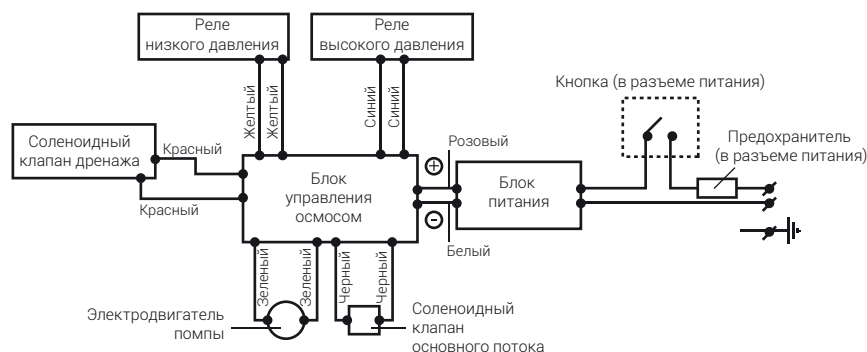 Реле
низкого давления
Реле
высокого давления
Кнопка (в разъеме питания)
Желтый
Желтый
Синий
Синий
Предохранитель
(в разъеме питания)
Соленоидный
клапан дренажа
Красный
Красный
Блок
управления
осмосом
+
Розовый
Блок
питания
-
Белый
Зеленый
Зеленый
Черный
Черный
Электродвигатель
помпы
Соленоидный
клапан
основного потока